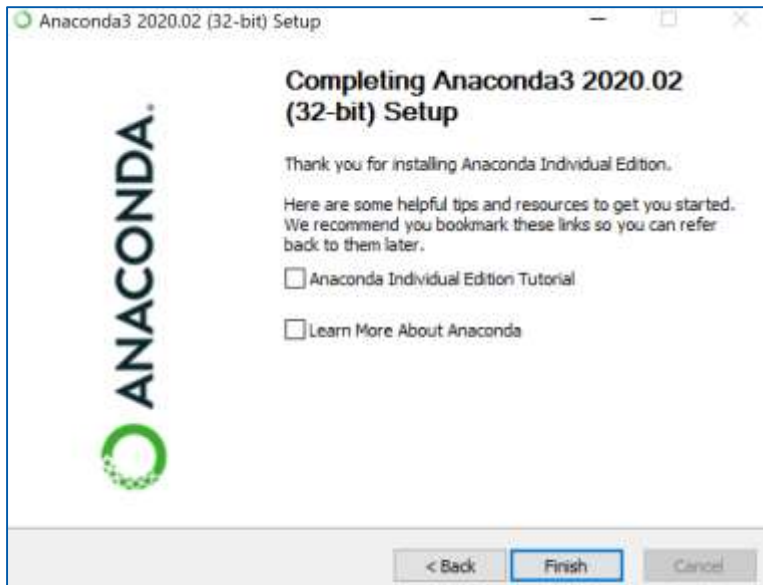 Anaconda3 2020.02 (32-bit) Setup
Completing Anaconda3 2020.02
(32-bit) Setup
Thank you for installing Anaconda Individual Edition.
Here are some helpful tips and resources to get you started.
We recommend you bookmark these links so you can refer
back to them later.
Anaconda Individual Edition Tutorial
Learn More About Anaconda
ANACONDA.
< Back
Finish
Cancel